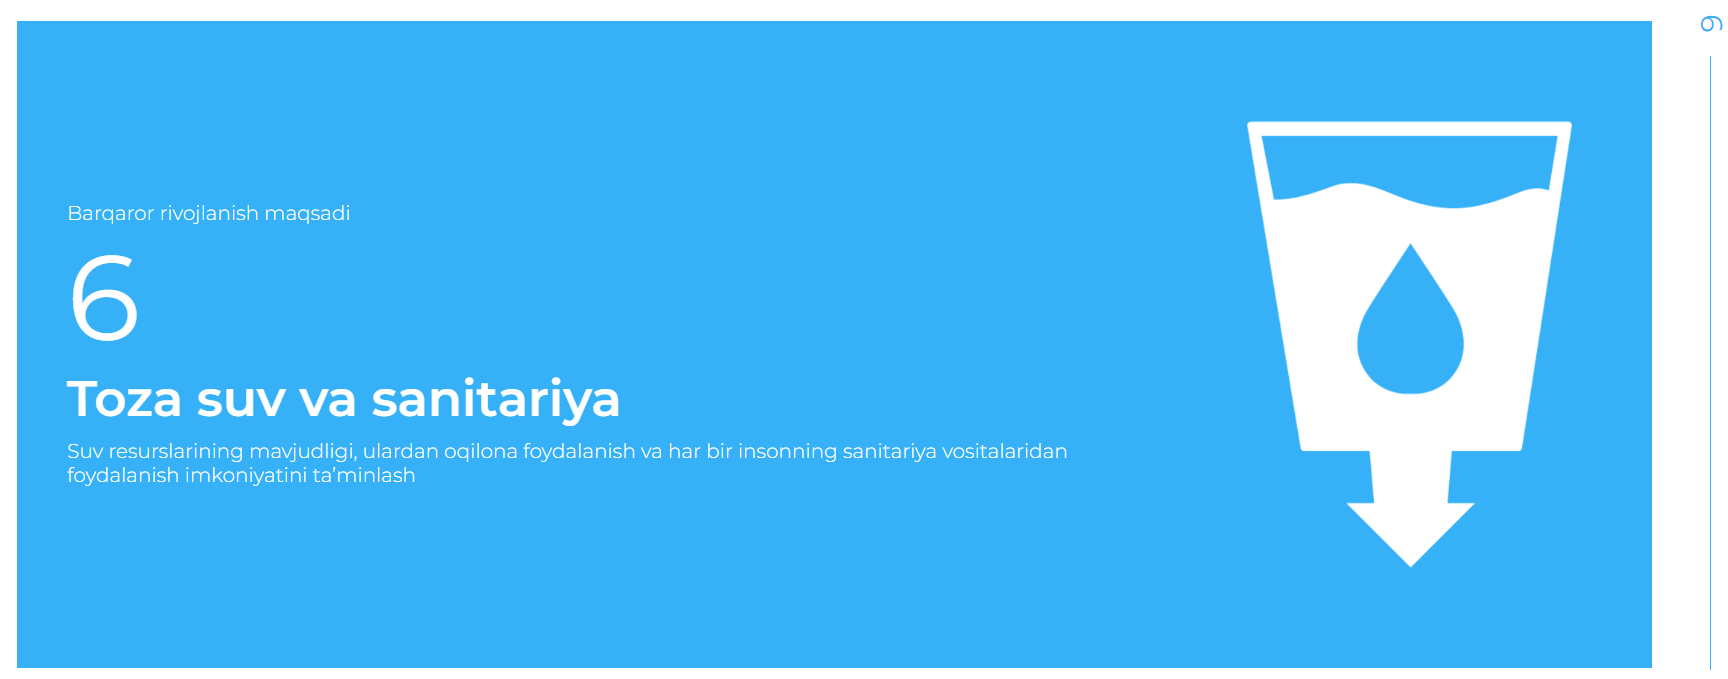 Barqaror rivojlanish maqsadi
6
Toza suv va sanitariya
Suv resurslarining mavjudligi, ulardan oqilona foydalanish va har bir insonning sanitariya vositalaridan
foydalanish imkoniyatini ta’minlash
6